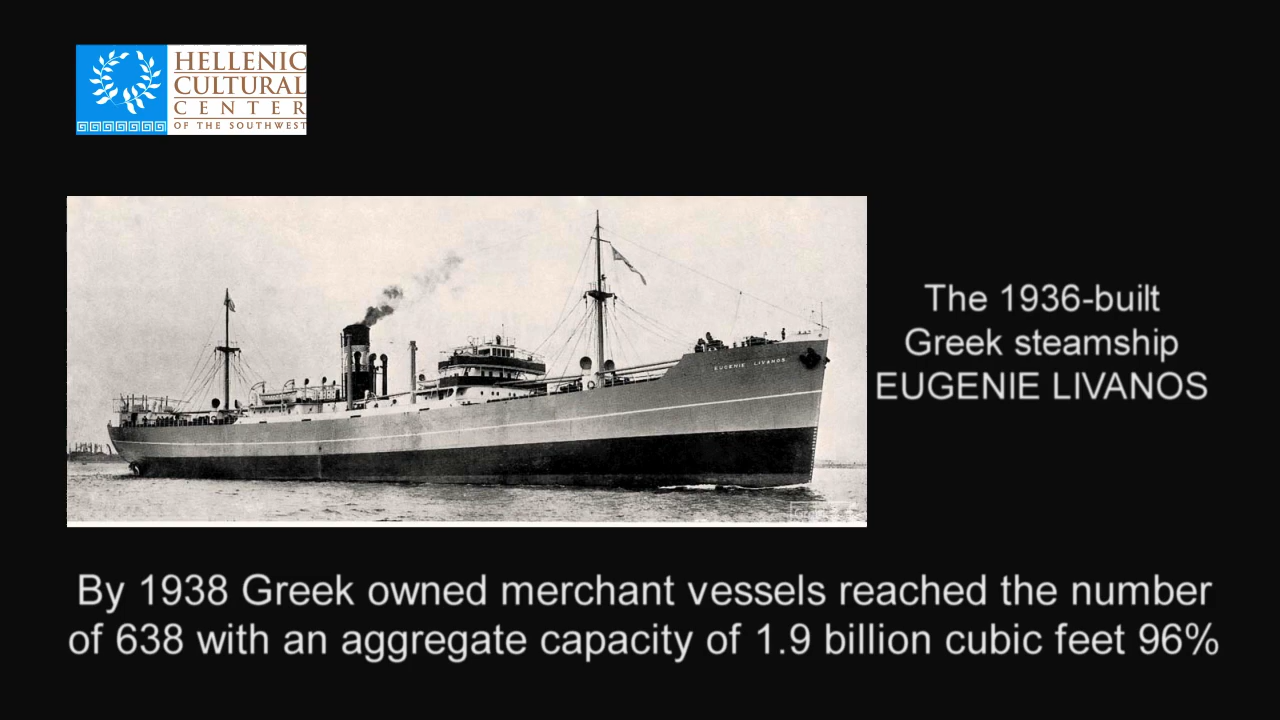 HELLENIC
CULTURAL
CENTER
OF THE SOUTHWEST
EUGENIE LIVANOS
The 1936-built
Greek steamship
EUGENIE LIVANOS
By 1938 Greek owned merchant vessels reached the number
of 638 with an aggregate capacity of 1.9 billion cubic feet 96%